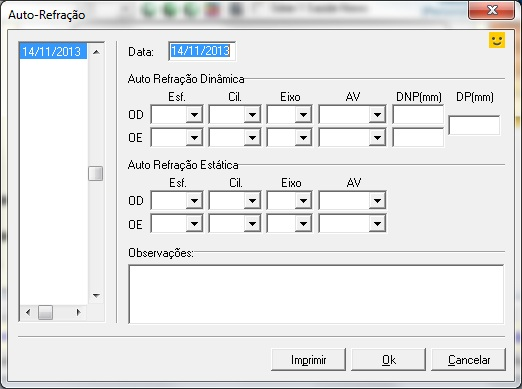 Auto-Refração
14/11/2013
Data: 14/11/2013
Auto Refração Dinâmica
Esf. Cil. Eixo AV DNP(mm) DP(mm)
OD
OE
Auto Refração Estática
Esf. Cil. Eixo AV
OD
OE
Observações:
Imprimir Ok Cancelar